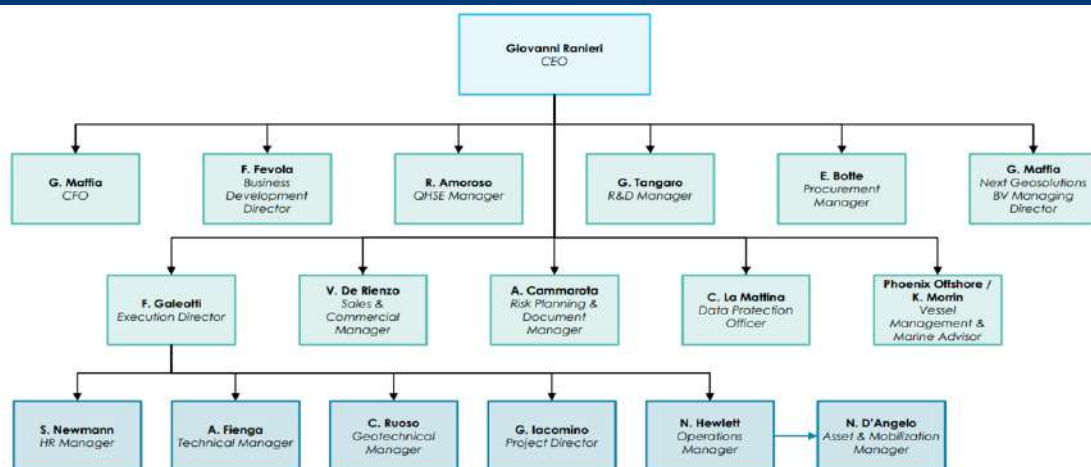 Giovanni Ranieri
CEO
G. Maffia
CFO
F. Fevola
Business
Development
Director
R. Amoroso
QHSE Manager
G. Tangaro
R&D Manager
E. Botte
Procurement
Manager
G. Maffia
Next Geosolutions
BV Managing
Director
F. Galeotti
Execution Director
V. De Rienzo
Sales &
Commercial
Manager
A. Cammarota
Risk Planning &
Document
Manager
C. La Mattina
Data Protection
Officer
Phoenix Offshore /
K. Morrin
Vessel
Management &
Marine Advisor
S. Newmann
HR Manager
A. Fienga
Technical Manager
C. Ruoso
Geotechnical
Manager
G. Iacomino
Project Director
N. Hewlett
Operations
Manager
N. D'Angelo
Asset & Mobilization
Manager